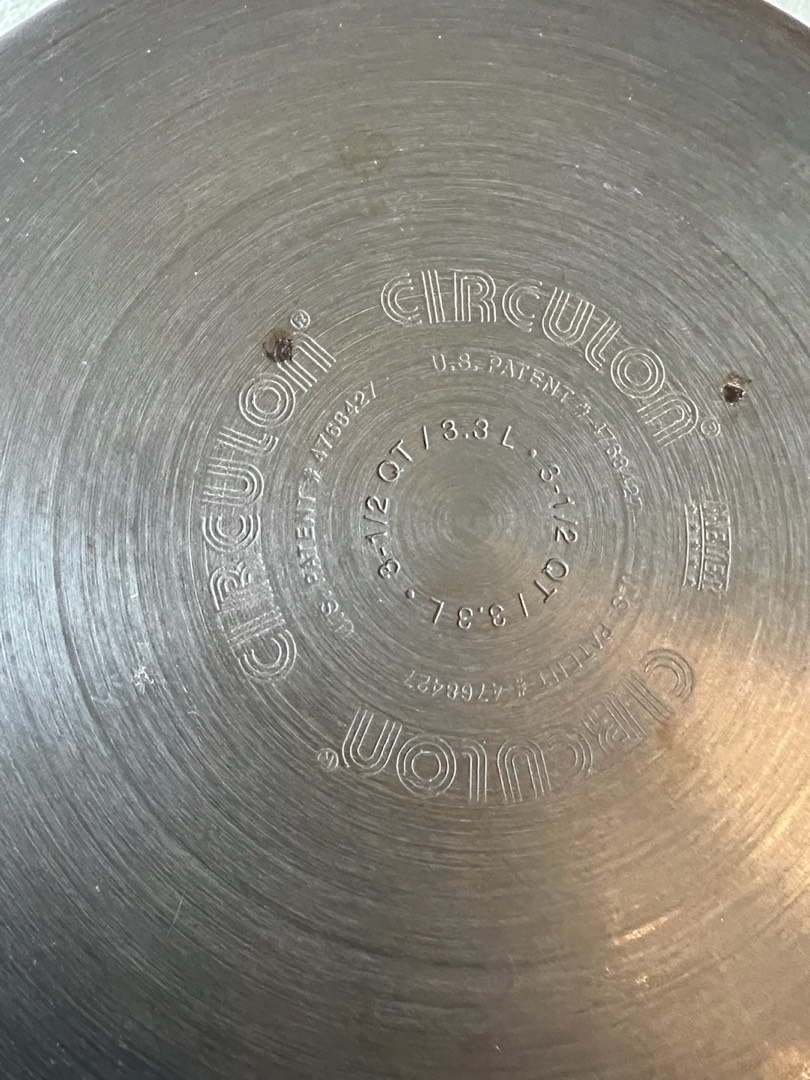 CIRCULON®
CIRCULON®
CIRCULON®
U.S. PATENT # 4768427
U.S. PATENT # 4768427
U.S. PATENT # 4768427
3-1/2 QT / 3.3 L • 3-1/2 QT / 3.3 L •
MEYER